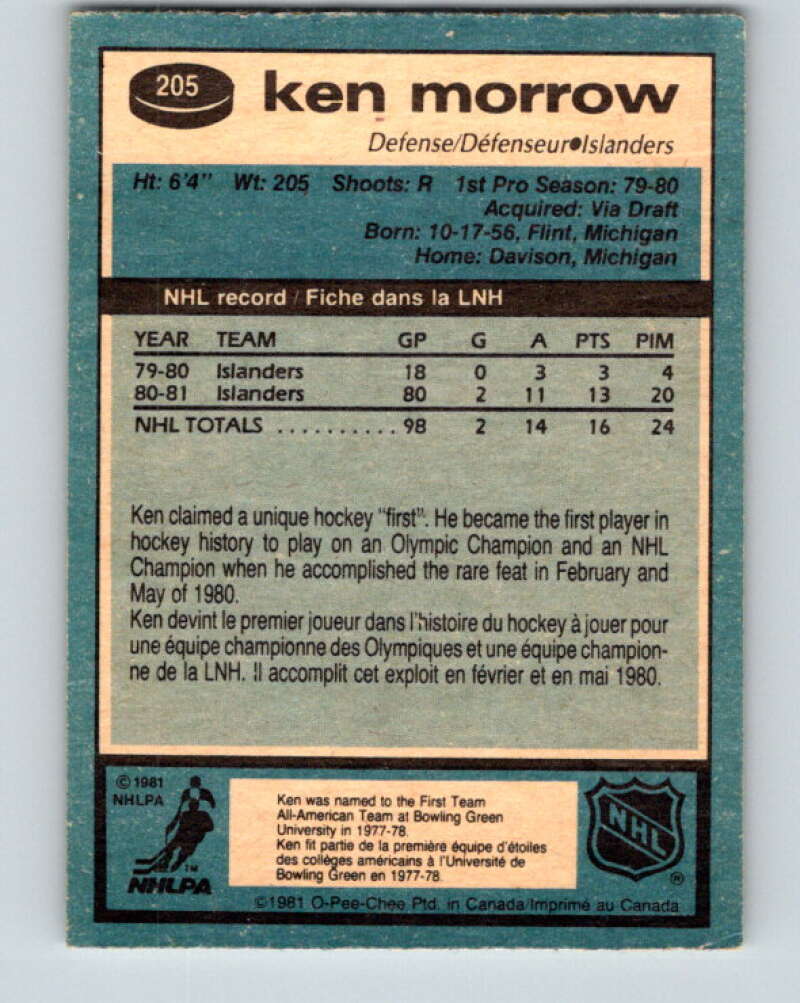 205 ken morrow
Defense/Défenseur•Islanders
Ht: 6'4" Wt: 205 Shoots: R 1st Pro Season: 79-80
Acquired: Via Draft
Born: 10-17-56, Flint, Michigan
Home: Davison, Michigan
NHL record / Fiche dans la LNH
YEAR TEAM GP G A PTS PIM
79-80 Islanders 18 0 3 3 4
80-81 Islanders 80 2 11 13 20
NHL TOTALS .......... 98 2 14 16 24
Ken claimed a unique hockey "first". He became the first player in
hockey history to play on an Olympic Champion and an NHL
Champion when he accomplished the rare feat in February and
May of 1980.
Ken devint le premier joueur dans l'histoire du hockey à jouer pour
une équipe championne des Olympiques et une équipe champion-
ne de la LNH. Il accomplit cet exploit en février et en mai 1980.
© 1981
NHLPA
TM
NHLPA
Ken was named to the First Team
All-American Team at Bowling Green
University in 1977-78.
Ken fit partie de la première équipe d'étoiles
des collèges américains à l'Université de
Bowling Green en 1977-78.
NHL
®
©1981 O-Pee-Chee Ptd. in Canada/Imprimé au Canada